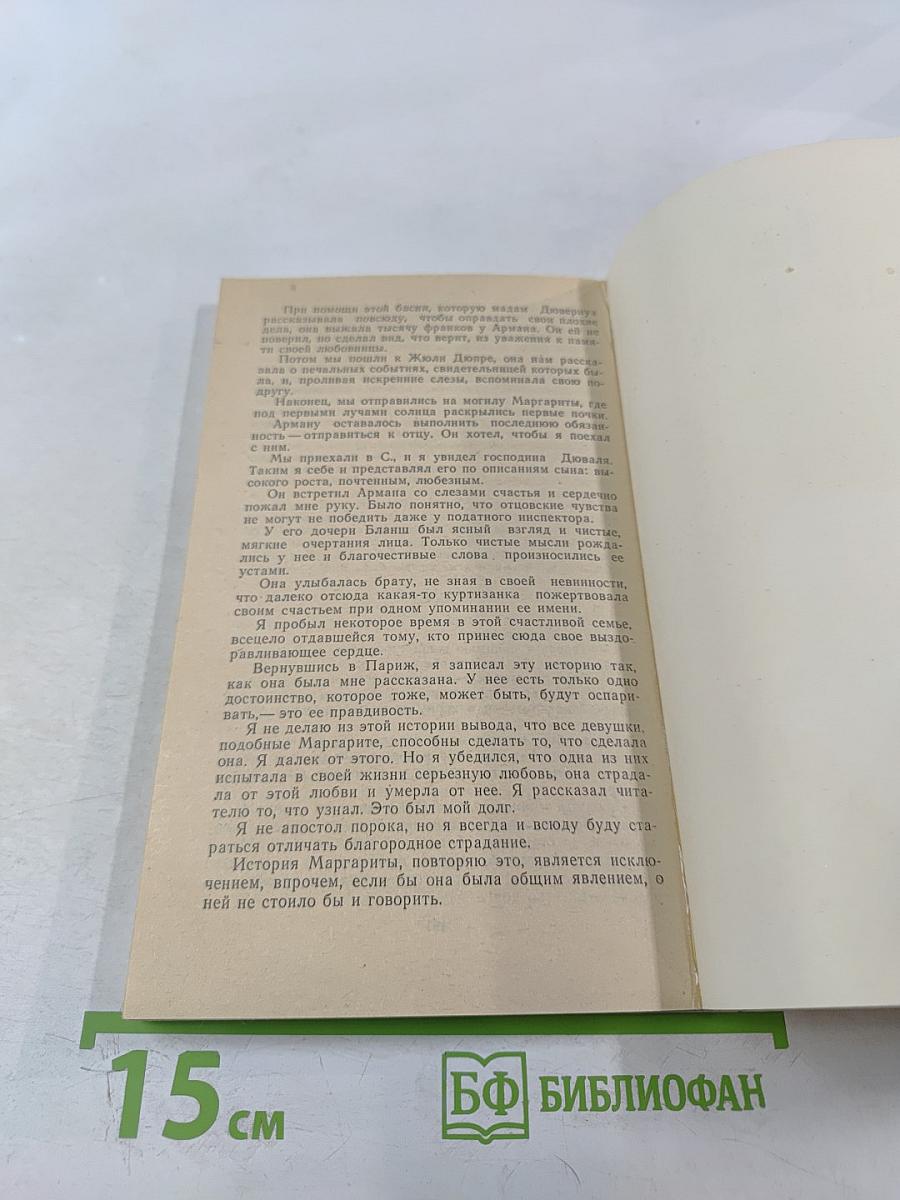 При помощи этой басни, которую мадам Дювернуа
рассказывала повсюду, чтобы оправдать свои плохие
дела, она выжала тысячу франков у Армана. Он ей не
поверил, но сделал вид, что верит, из уважения к памя-
ти своей любовницы.
Потом мы пошли к Жюли Дюпре, она нам расска-
зала о печальных событиях, свидетельницей которых бы-
ла, и, проливая искренние слезы, вспоминала свою по-
другу.
Наконец, мы отправились на могилу Маргариты, где
под первыми лучами солнца раскрылись первые почки.
Арману оставалось выполнить последнюю обязан-
ность — отправиться к отцу. Он хотел, чтобы я поехал
с ним.
Мы приехали в С., и я увидел господина Дюваля.
Таким я себе и представлял его по описаниям сына: вы-
сокого роста, почтенным, любезным.
Он встретил Армана со слезами счастья и сердечно
пожал мне руку. Было понятно, что отцовские чувства
не могут не победить даже у податного инспектора.
У его дочери Бланш был ясный взгляд и чистые,
мягкие очертания лица. Только чистые мысли рожда-
лись у нее и благочестивые слова произносились ее
устами.
Она улыбалась брату, не зная в своей невинности,
что далеко отсюда какая-то куртизанка пожертвовала
своим счастьем при одном упоминании ее имени.
Я пробыл некоторое время в этой счастливой семье,
всецело отдавшейся тому, кто принес сюда свое выздо-
равливающее сердце.
Вернувшись в Париж, я записал эту историю так,
как она была мне рассказана. У нее есть только одно
достоинство, которое тоже, может быть, будут оспари-
вать,— это ее правдивость.
Я не делаю из этой истории вывода, что все девушки,
подобные Маргарите, способны сделать то, что сделала
она. Я далек от этого. Но я убедился, что одна из них
испытала в своей жизни серьезную любовь, она страда-
ла от этой любви и умерла от нее. Я рассказал чита-
телю то, что узнал. Это был мой долг.
Я не апостол порока, но я всегда и всюду буду ста-
раться отличать благородное страдание.
История Маргариты, повторяю это, является исклю-
чением, впрочем, если бы она была общим явлением, о
ней не стоило бы и говорить.
15 см
БФ БИБЛИОФАН